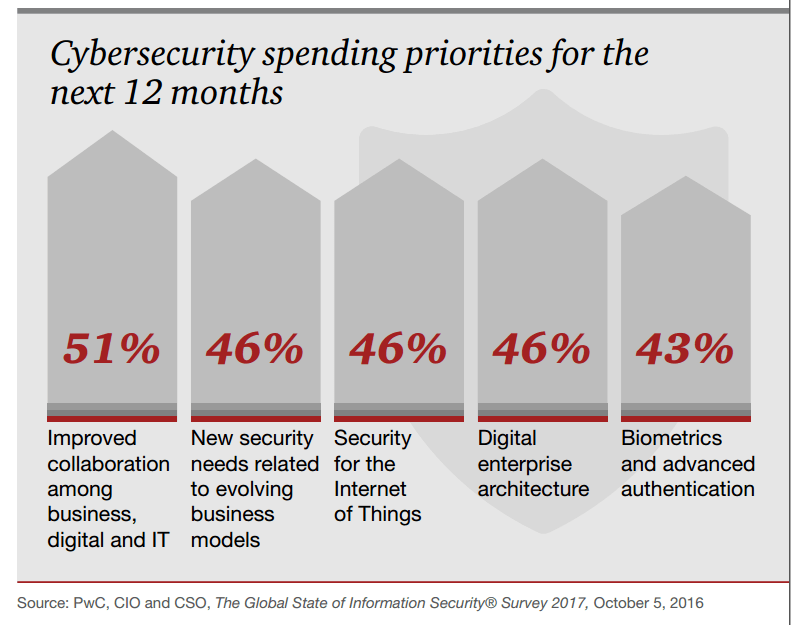 Cybersecurity spending priorities for the
next 12 months
51%
46%
46%
46%
43%
Improved
collaboration
among
business,
digital and IT
New security
needs related
to evolving
business
models
Security
for the
Internet
of Things
Digital
enterprise
architecture
Biometrics
and advanced
authentication
Source: PwC, CIO and CSO, The Global State of Information Security® Survey 2017, October 5, 2016